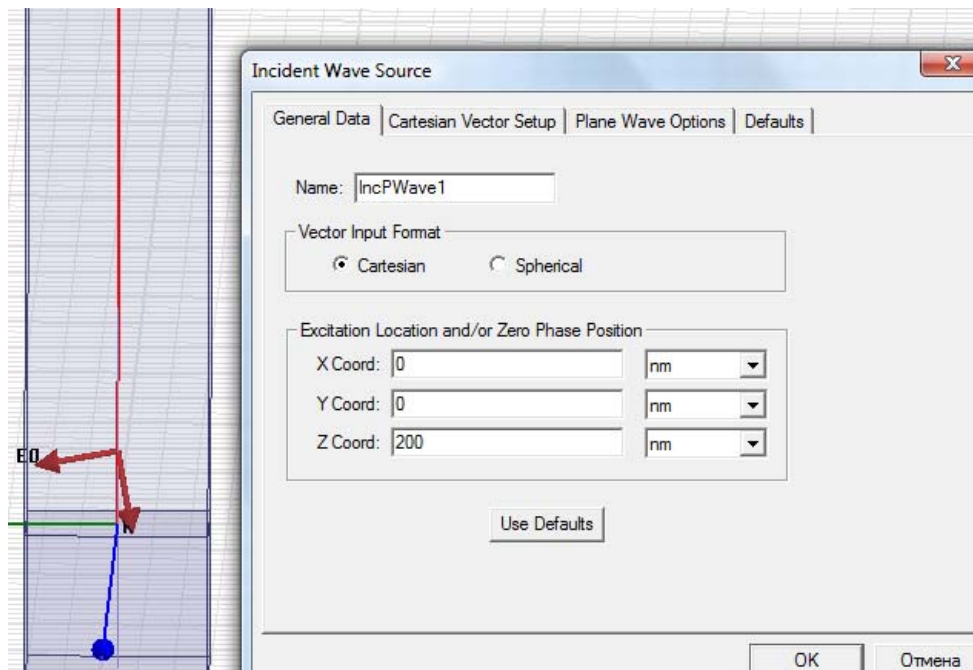 Incident Wave Source
General Data Cartesian Vector Setup Plane Wave Options Defaults
Name: IncPWave1
Vector Input Format
Cartesian Spherical
Excitation Location and/or Zero Phase Position
X Coord: 0 nm
Y Coord: 0 nm
Z Coord: 200 nm
E0
Use Defaults
OK Отмена